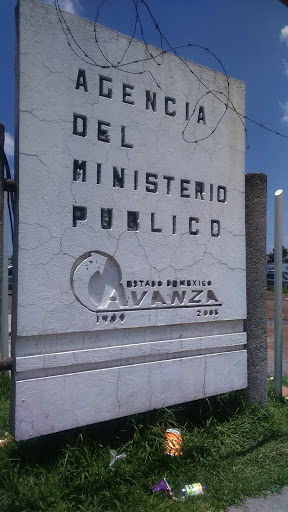 AGENCIA
DEL
MINISTERIO
PUBLICO
ESTADO DE MEXICO
AVANZA
1999 2005